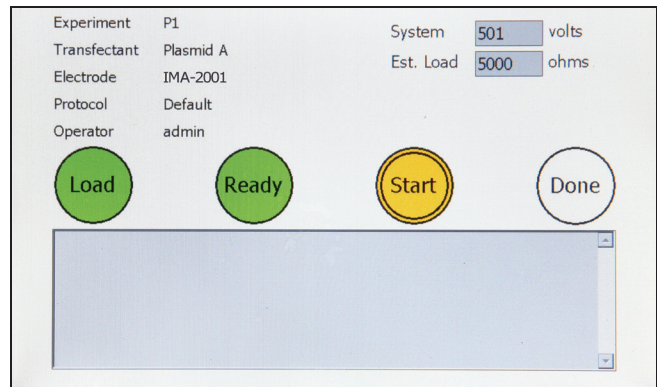 Experiment P1
Transfectant Plasmid A
Electrode IMA-2001
Protocol Default
Operator admin
System 501 volts
Est. Load 5000 ohms
Load Ready Start Done